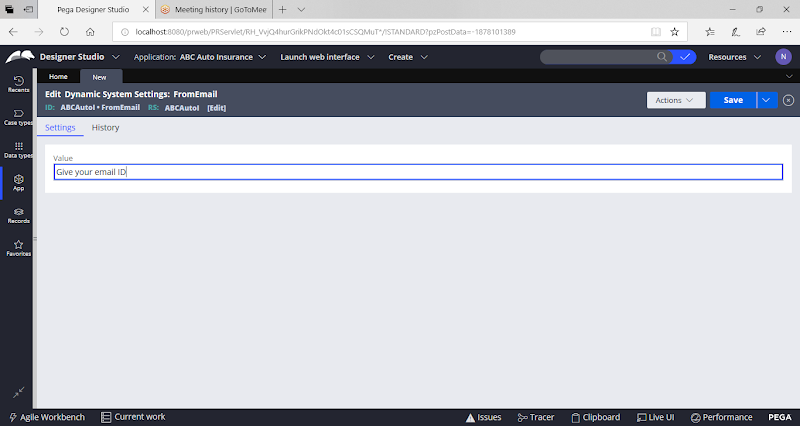 Pega Designer Studio
Meeting history | GoToMee
localhost:8080/prweb/PRServlet/RH_VvjQ4hurGrikPNdOkt4c01sCSQMuT*/!STANDARD?pzPostData=-1878101389
Designer Studio Application: ABC Auto Insurance Launch web interface Create Resources N
Home New
Recents
Edit Dynamic System Settings: FromEmail
ID: ABCAutoI • FromEmail RS: ABCAutoI [Edit]
Actions Save
Case types
Settings History
Data types
Value
Give your email ID
App
Records
Favorites
Agile Workbench Current work Issues Tracer Clipboard Live UI Performance PEGA